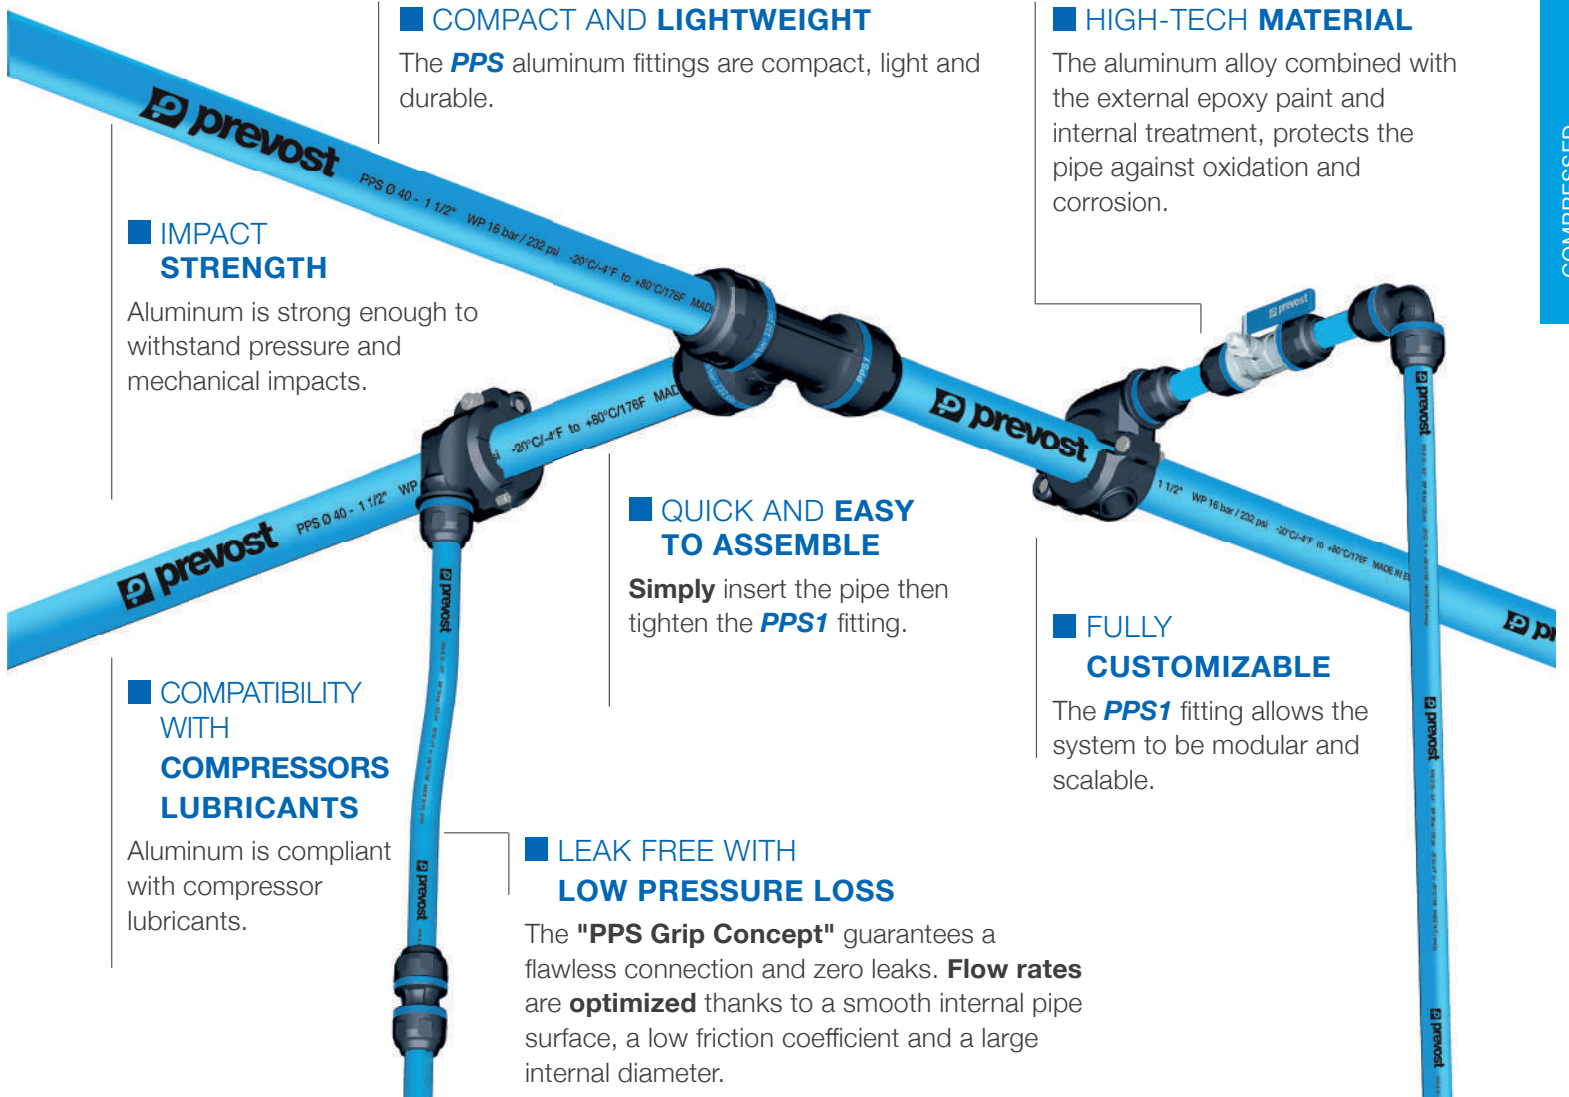 COMPACT AND LIGHTWEIGHT
The PPS aluminum fittings are compact, light and
durable.
HIGH-TECH MATERIAL
The aluminum alloy combined with
the external epoxy paint and
internal treatment, protects the
pipe against oxidation and
corrosion.
COMPRESSED
prevost
PPS Ø 40 - 1 1/2" WP 16 bar / 232 psi -20°C/-4°F to +80°C/176F MADE
IMPACT
STRENGTH
Aluminum is strong enough to
withstand pressure and
mechanical impacts.
prevost
PPS1
prevost
1 1/2" WP 16 bar / 232 psi -20°C/-4°F to +80°C/176F MADE IN
prevost
PPS Ø 40 - 1 1/2" WP
-20°C/-4°F to +80°C/176F MAD
QUICK AND EASY
TO ASSEMBLE
Simply insert the pipe then
tighten the PPS1 fitting.
prevost
prevost
prevost
prevost
prevost
FULLY
CUSTOMIZABLE
The PPS1 fitting allows the
system to be modular and
scalable.
COMPATIBILITY
WITH
COMPRESSORS
LUBRICANTS
Aluminum is compliant
with compressor
lubricants.
LEAK FREE WITH
LOW PRESSURE LOSS
The "PPS Grip Concept" guarantees a
flawless connection and zero leaks. Flow rates
are optimized thanks to a smooth internal pipe
surface, a low friction coefficient and a large
internal diameter.